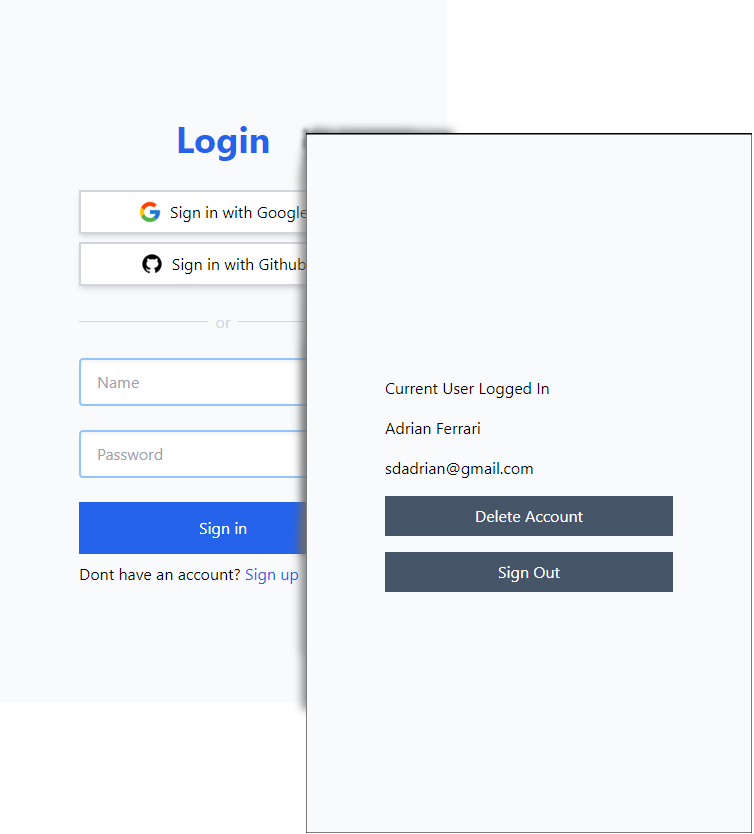 Login
Sign in with Google
Sign in with Github
or
Name
Password
Sign in
Dont have an account? Sign up
Current User Logged In
Adrian Ferrari
sdadrian@gmail.com
Delete Account
Sign Out